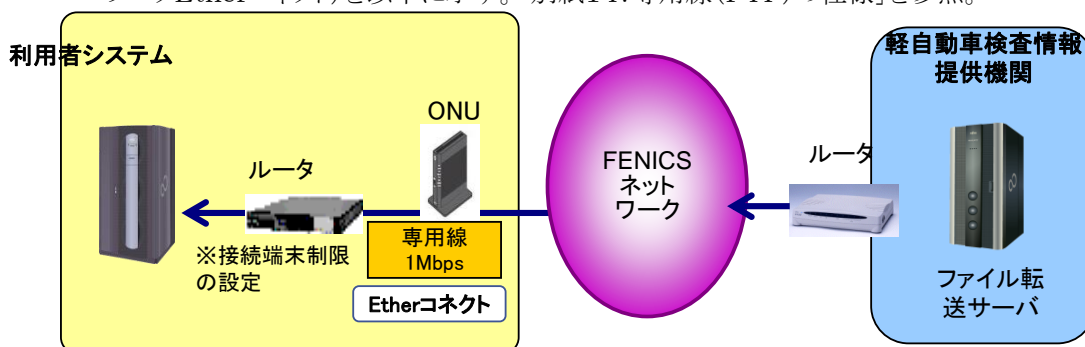 利用者システム
軽自動車検査情報
提供機関
ONU
ルータ
FENICS
ネット
ワーク
ルータ
※接続端末制限
の設定
専用線
1Mbps
Etherコネクト
ファイル転
送サーバ